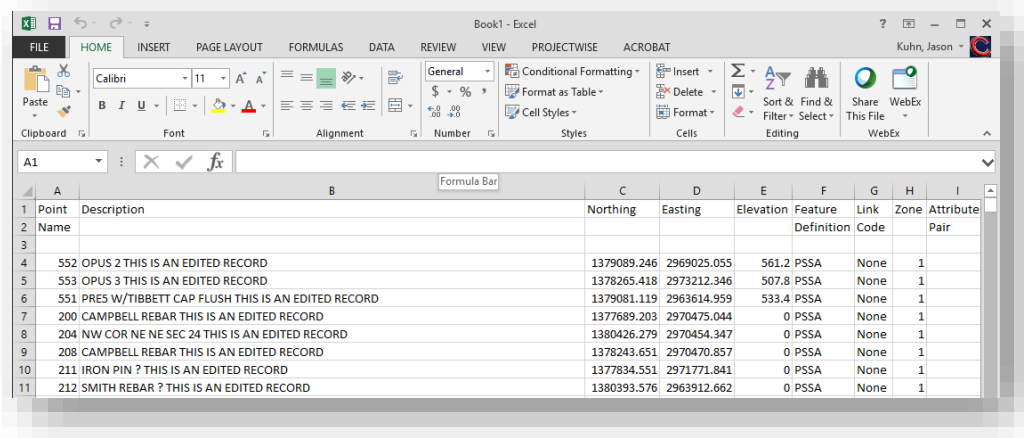 Book1 - Excel
?
FILE HOME INSERT PAGE LAYOUT FORMULAS DATA REVIEW VIEW PROJECTWISE ACROBAT Kuhn, Jason
Calibri 11 General Conditional Formatting Insert
Paste B I U A $ % , Format as Table Delete Sort & Find & Share WebEx
Cell Styles Format Filter Select This File
Clipboard Font Alignment Number Styles Cells Editing WebEx
A1 fx
Formula Bar
A B C D E F G H I
1 Point Description Northing Easting Elevation Feature Link Zone Attribute
2 Name Definition Code Pair
3
4 552 OPUS 2 THIS IS AN EDITED RECORD 1379089.246 2969025.055 561.2 PSSA None 1
5 553 OPUS 3 THIS IS AN EDITED RECORD 1378265.418 2973212.346 507.8 PSSA None 1
6 551 PRE5 W/TIBBETT CAP FLUSH THIS IS AN EDITED RECORD 1379081.119 2963614.959 533.4 PSSA None 1
7 200 CAMPBELL REBAR THIS IS AN EDITED RECORD 1377689.203 2970475.044 0 PSSA None 1
8 204 NW COR NE NE SEC 24 THIS IS AN EDITED RECORD 1380426.279 2970454.347 0 PSSA None 1
9 208 CAMPBELL REBAR THIS IS AN EDITED RECORD 1378243.651 2970470.857 0 PSSA None 1
10 211 IRON PIN ? THIS IS AN EDITED RECORD 1377834.551 2971771.841 0 PSSA None 1
11 212 SMITH REBAR ? THIS IS AN EDITED RECORD 1380393.576 2963912.662 0 PSSA None 1